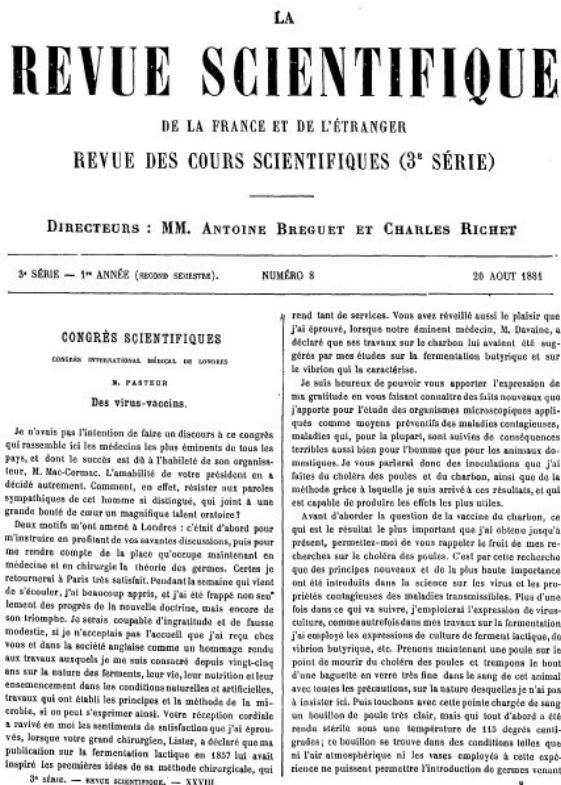 LA
REVUE SCIENTIFIQUE
DE LA FRANCE ET DE L'ÉTRANGER
REVUE DES COURS SCIENTIFIQUES (3e SÉRIE)
DIRECTEURS : MM. ANTOINE BREGUET ET CHARLES RICHET
3e SÉRIE — 1re ANNÉE (SECOND SEMESTRE). NUMÉRO 8 20 AOUT 1881
CONGRÈS SCIENTIFIQUES
CONGRÈS INTERNATIONAL MÉDICAL DE LONDRES
M. PASTEUR
Des virus-vaccins.
Je n'avais pas l'intention de faire un discours à ce congrès
qui rassemble ici les médecins les plus éminents de tous les
pays, et dont le succès est dû à l'habileté de son organisa-
teur, M. Mac-Cormac. L'amabilité de votre président en a
décidé autrement. Comment, en effet, résister aux paroles
sympathiques de cet homme si distingué, qui joint à une
grande bonté de cœur un magnifique talent oratoire ?
Deux motifs m'ont amené à Londres : c'était d'abord pour
m'instruire en profitant de vos savantes discussions, puis pour
me rendre compte de la place qu'occupe maintenant en
médecine et en chirurgie la théorie des germes. Certes je
retournerai à Paris très satisfait. Pendant la semaine qui vient
de s'écouler, j'ai beaucoup appris, et j'ai été frappé non seu-
lement des progrès de la nouvelle doctrine, mais encore de
son triomphe. Je serais coupable d'ingratitude et de fausse
modestie, si je n'acceptais pas l'accueil que j'ai reçu chez
vous et dans la société anglaise comme un hommage rendu
aux travaux auxquels je me suis consacré depuis vingt-cinq
ans sur la nature des ferments, leur vie, leur nutrition et leur
ensemencement dans les conditions naturelles et artificielles,
travaux qui ont établi les principes et la méthode de la mi-
crobie, si on peut s'exprimer ainsi. Votre réception cordiale
a ravivé en moi les sentiments de satisfaction que j'ai éprou-
vés, lorsque votre grand chirurgien, Lister, a déclaré que ma
publication sur la fermentation lactique en 1857 lui avait
inspiré les premières idées de sa méthode chirurgicale, qui
3e SÉRIE. — REVUE SCIENTIFIQUE. — XXVIII
rend tant de services. Vous avez réveillé aussi le plaisir que
j'ai éprouvé, lorsque notre éminent médecin, M. Davaine, a
déclaré que ses travaux sur le charbon lui avaient été sug-
gérés par mes études sur la fermentation butyrique et sur
le vibrion qui la caractérise.
Je suis heureux de pouvoir vous apporter l'expression de
ma gratitude en vous faisant connaître des faits nouveaux que
j'apporte pour l'étude des organismes microscopiques appli-
qués comme moyens préventifs des maladies contagieuses,
maladies qui, pour la plupart, sont suivies de conséquences
terribles aussi bien pour l'homme que pour les animaux do-
mestiques. Je vous parlerai donc des inoculations que j'ai
faites du choléra des poules et du charbon, ainsi que de la
méthode grâce à laquelle je suis arrivé à ces résultats, et qui
est capable de produire les effets les plus utiles.
Avant d'aborder la question de la vaccine du charbon, ce
qui est le résultat le plus important que j'ai obtenu jusqu'à
présent, permettez-moi de vous rappeler le fruit de mes re-
cherches sur le choléra des poules. C'est par cette recherche
que des principes nouveaux et de la plus haute importance
ont été introduits dans la science sur les virus et les pro-
priétés contagieuses des maladies transmissibles. Plus d'une
fois dans ce qui va suivre, j'emploierai l'expression de virus-
culture, comme autrefois dans mes travaux sur la fermentation
j'ai employé les expressions de culture de ferment lactique, de
vibrion butyrique, etc. Prenons maintenant une poule sur le
point de mourir du choléra des poules et trempons le bout
d'une baguette en verre très fine dans le sang de cet animal
avec toutes les précautions, sur la nature desquelles je n'ai pas
à insister ici. Puis touchons avec cette pointe chargée de sang
un bouillon de poule très clair, mais qui tout d'abord a été
rendu stérile sous une température de 115 degrés centi-
grades ; ce bouillon se trouve dans des conditions telles que
ni l'air atmosphérique ni les vases employés à cette expé-
rience ne puissent permettre l'introduction de germes venant